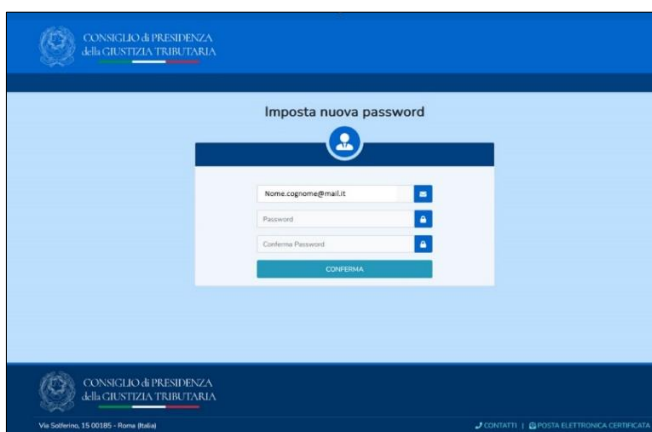 CONSIGLIO di PRESIDENZA
della GIUSTIZIA TRIBUTARIA
Imposta nuova password
Nome.cognome@mail.it
Password
Conferma Password
CONFERMA
CONSIGLIO di PRESIDENZA
della GIUSTIZIA TRIBUTARIA
Via Solferino, 15 00185 - Roma (Italia)
CONTATTI | POSTA ELETTRONICA CERTIFICATA